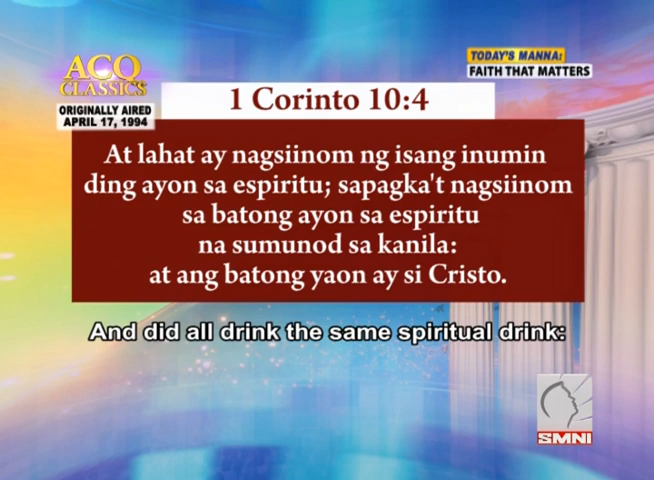 ACQ
CLASSICS
ORIGINALLY AIRED
APRIL 17, 1994
TODAY'S MANNA:
FAITH THAT MATTERS
1 Corinto 10:4
At lahat ay nagsiinom ng isang inumin
ding ayon sa espiritu; sapagka't nagsiinom
sa batong ayon sa espiritu
na sumunod sa kanila:
at ang batong yaon ay si Cristo.
And did all drink the same spiritual drink:
SMNI